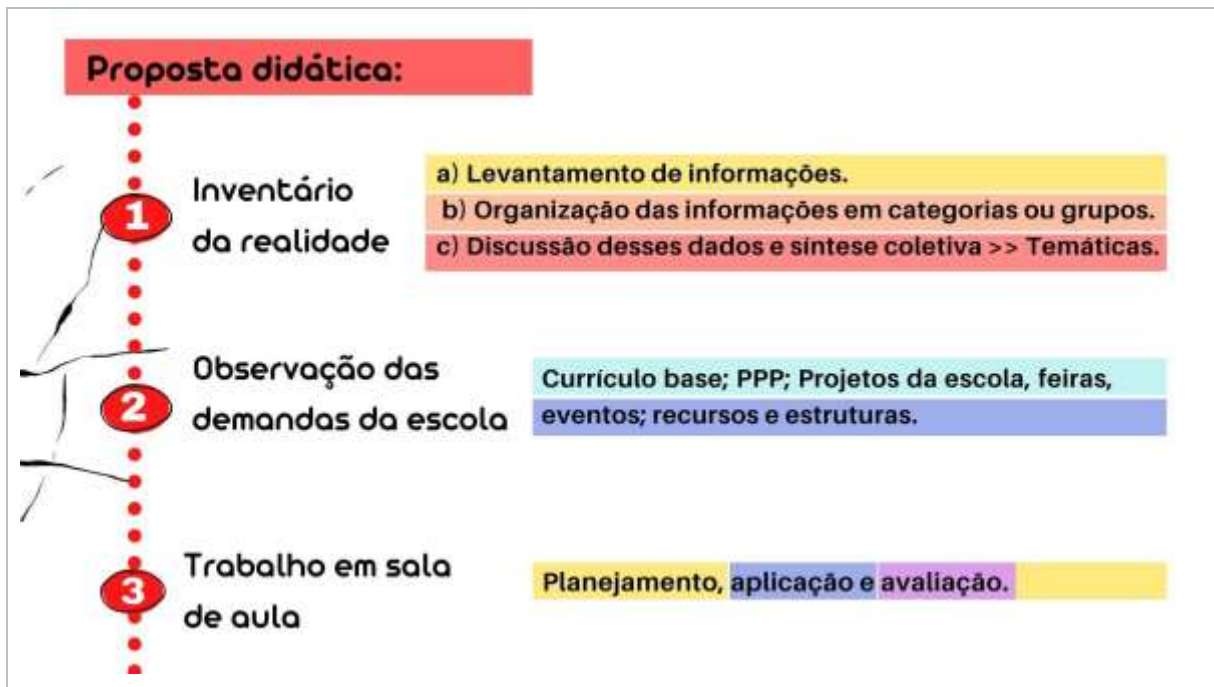 Proposta didática:
1
Inventário
da realidade
a) Levantamento de informações.
b) Organização das informações em categorias ou grupos.
c) Discussão desses dados e síntese coletiva >> Temáticas.
2
Observação das
demandas da escola
Currículo base; PPP; Projetos da escola, feiras,
eventos; recursos e estruturas.
3
Trabalho em sala
de aula
Planejamento, aplicação e avaliação.